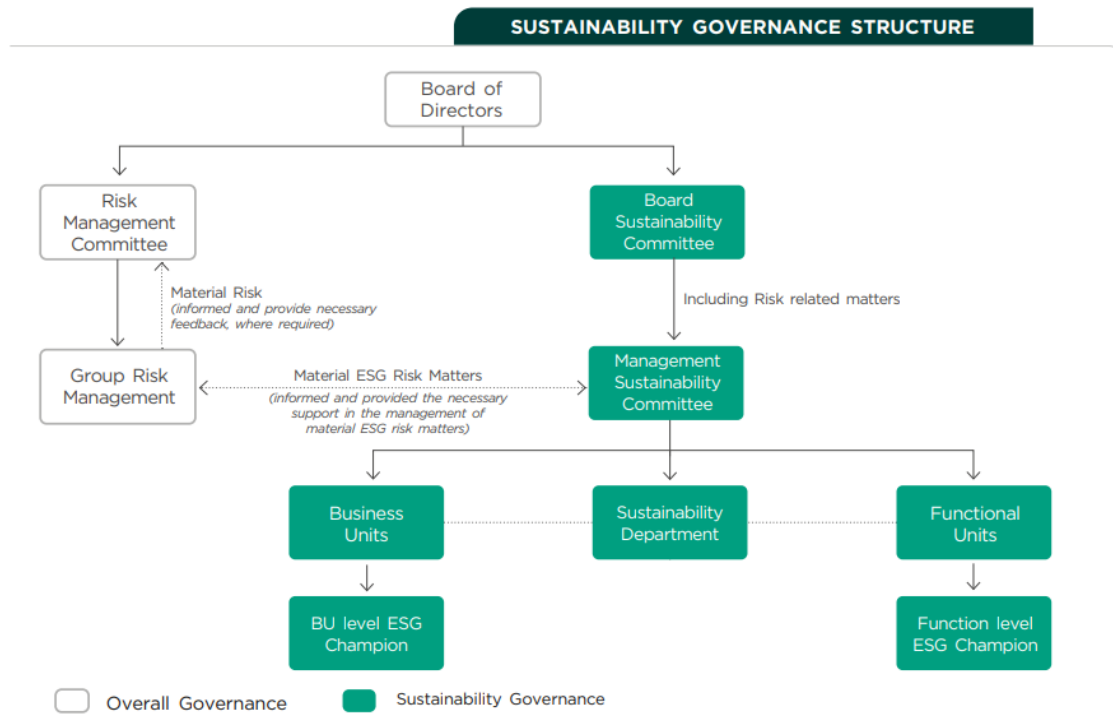 SUSTAINABILITY GOVERNANCE STRUCTURE
Board of
Directors
Risk
Management
Committee
Board
Sustainability
Committee
Material Risk
(informed and provide necessary
feedback, where required)
Including Risk related matters
Group Risk
Management
Material ESG Risk Matters
(informed and provided the necessary
support in the management of
material ESG risk matters)
Management
Sustainability
Committee
Business
Units
Sustainability
Department
Functional
Units
BU level ESG
Champion
Function level
ESG Champion
Overall Governance
Sustainability Governance